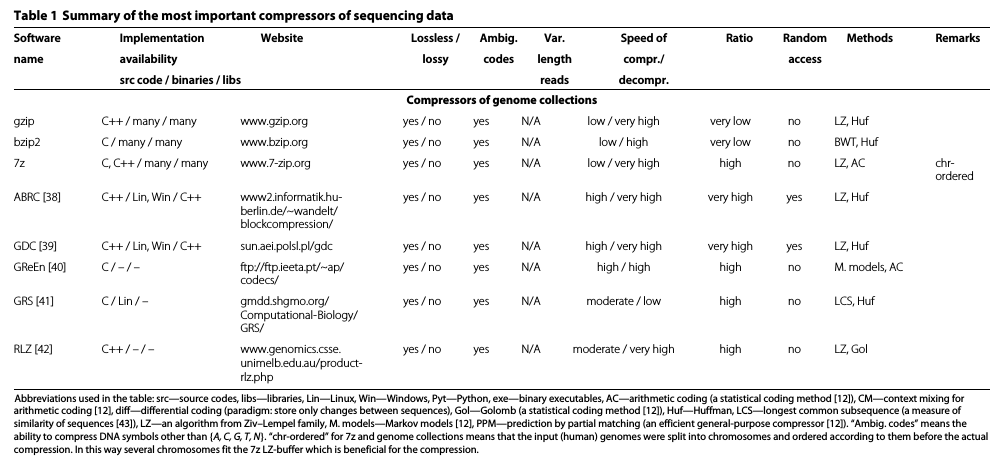 Table 1 Summary of the most important compressors of sequencing data
Software name Implementation availability src code / binaries / libs Website Lossless / lossy Ambig. codes Var. length reads Speed of compr./ decompr. Ratio Random access Methods Remarks
Compressors of genome collections
gzip C++ / many / many www.gzip.org yes / no yes N/A low / very high very low no LZ, Huf
bzip2 C / many / many www.bzip.org yes / no yes N/A low / high very low no BWT, Huf
7z C, C++ / many / many www.7-zip.org yes / no yes N/A low / very high high no LZ, AC chr-
ordered
ABRC [38] C++ / Lin, Win / C++ www2.informatik.hu- yes / no yes N/A high / very high very high yes LZ, Huf
berlin.de/~wandelt/
blockcompression/
GDC [39] C++ / Lin, Win / C++ sun.aei.polsl.pl/gdc yes / no yes N/A high / very high very high yes LZ, Huf
GReEn [40] C / – / – ftp://ftp.ieeta.pt/~ap/ yes / no yes N/A high / high high no M. models, AC
codecs/
GRS [41] C / Lin / – gmdd.shgmo.org/ yes / no yes N/A moderate / low high no LCS, Huf
Computational-Biology/
GRS/
RLZ [42] C++ / – / – www.genomics.csse. yes / no yes N/A moderate / very high high no LZ, Gol
unimelb.edu.au/product-
rlz.php
Abbreviations used in the table: src—source codes, libs—libraries, Lin—Linux, Win—Windows, Pyt—Python, exe—binary executables, AC—arithmetic coding (a statistical coding method [12]), CM—context mixing for
arithmetic coding [12], diff—differential coding (paradigm: store only changes between sequences), Gol—Golomb (a statistical coding method [12]), Huf—Huffman, LCS—longest common subsequence (a measure of
similarity of sequences [43]), LZ—an algorithm from Ziv–Lempel family, M. models—Markov models [12], PPM—prediction by partial matching (an efficient general-purpose compressor [12]). "Ambig. codes" means the
ability to compress DNA symbols other than {A, C, G, T, N}. "chr-ordered" for 7z and genome collections means that the input (human) genomes were split into chromosomes and ordered according to them before the actual
compression. In this way several chromosomes fit the 7z LZ-buffer which is beneficial for the compression.